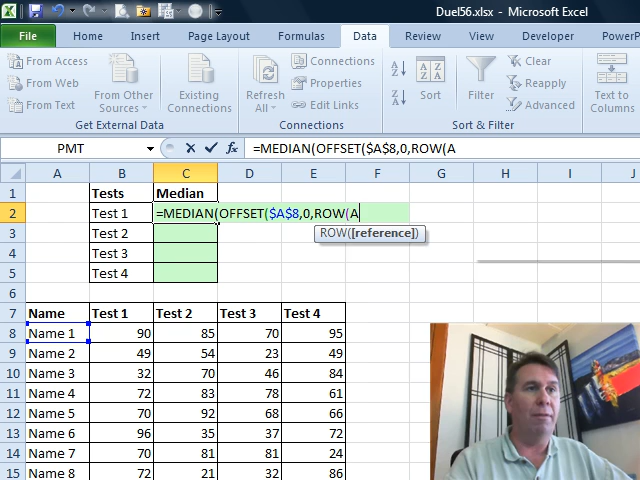 Duel56.xlsx - Microsoft Excel
File Home Insert Page Layout Formulas Data Review View Developer PowerP
From Access
From Web
From Text
From Other Sources
Existing Connections
Get External Data
Refresh All
Connections
Properties
Edit Links
Connections
Sort
Filter
Clear
Reapply
Advanced
Sort & Filter
Text to Columns
PMT fx =MEDIAN(OFFSET($A$8,0,ROW(A
A B C D E F G H I J
1 Tests Median
2 Test 1 =MEDIAN(OFFSET($A$8,0,ROW(A
ROW([reference])
3 Test 2
4 Test 3
5 Test 4
6
7 Name Test 1 Test 2 Test 3 Test 4
8 Name 1 90 85 70 95
9 Name 2 49 54 23 49
10 Name 3 32 70 46 84
11 Name 4 72 83 78 61
12 Name 5 70 92 68 66
13 Name 6 96 35 37 72
14 Name 7 70 81 81 24
15 Name 8 72 21 32 86